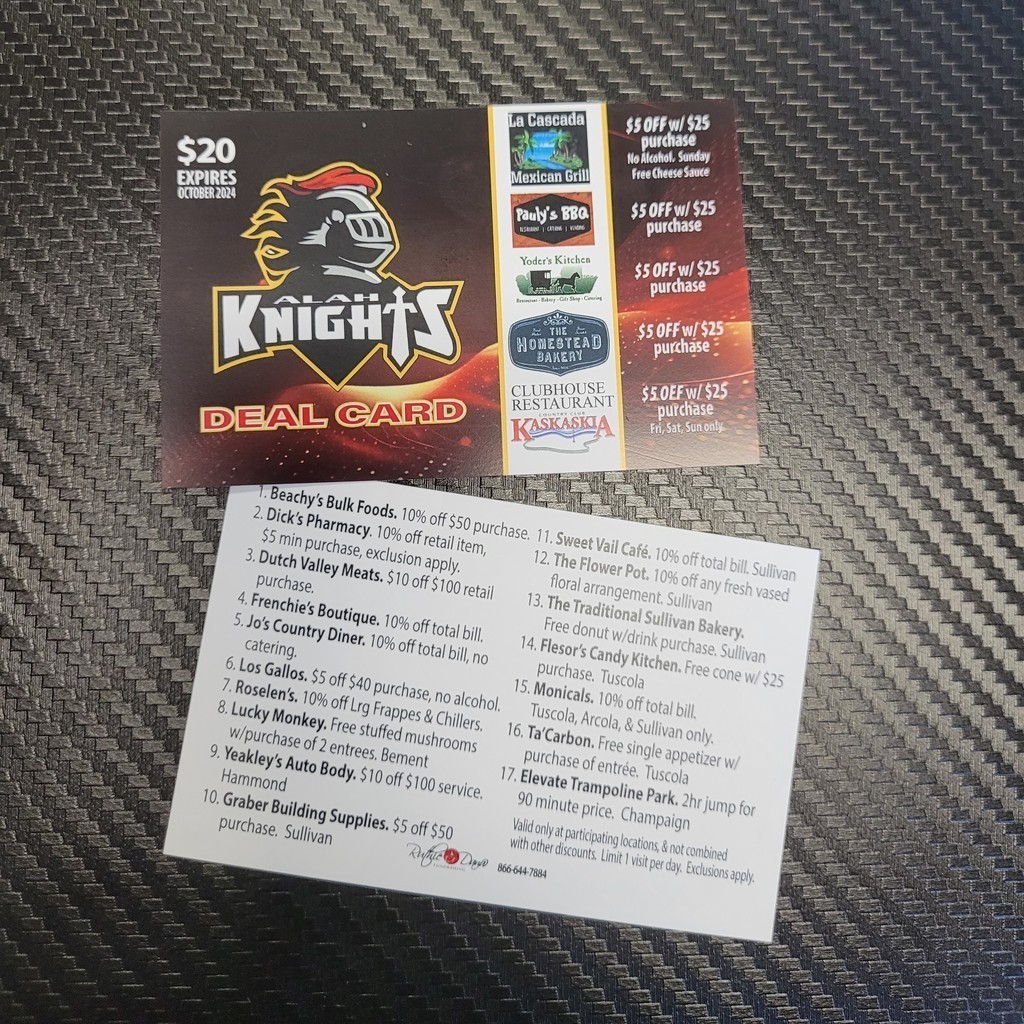 $20
EXPIRES
OCTOBER 2024
KNIGHTS
DEAL CARD
La Cascada
Mexican Grill
$5 OFF w/ $25
purchase
No Alcohol. Sunday
Free Cheese Sauce
Pauly's BBQ
RESTAURANT | CATERING | VENDING
$5 OFF w/ $25
purchase
Yoder's Kitchen
Restaurant - Bakery - Gift Shop - Catering
$5 OFF w/ $25
purchase
THE
HOMESTEAD
BAKERY
$5 OFF w/ $25
purchase
CLUBHOUSE
RESTAURANT
COUNTRY CLUB
KASKASKIA
$5 OFF w/ $25
purchase
Fri, Sat, Sun only
1. Beachy's Bulk Foods. 10% off $50 purchase.
2. Dick's Pharmacy. 10% off retail item,
$5 min purchase, exclusion apply.
3. Dutch Valley Meats. $10 off $100 retail
purchase.
4. Frenchie's Boutique. 10% off total bill.
5. Jo's Country Diner. 10% off total bill, no
catering.
6. Los Gallos. $5 off $40 purchase, no alcohol.
7. Roselen's. 10% off Lrg Frappes & Chillers.
8. Lucky Monkey. Free stuffed mushrooms
w/purchase of 2 entrees. Bement
9. Yeakley's Auto Body. $10 off $100 service.
Hammond
10. Graber Building Supplies. $5 off $50
purchase. Sullivan
11. Sweet Vail Café. 10% off total bill. Sullivan
12. The Flower Pot. 10% off any fresh vased
floral arrangement. Sullivan
13. The Traditional Sullivan Bakery.
Free donut w/drink purchase. Sullivan
14. Flesor's Candy Kitchen. Free cone w/ $25
purchase. Tuscola
15. Monicals. 10% off total bill.
Tuscola, Arcola, & Sullivan only.
16. Ta'Carbon. Free single appetizer w/
purchase of entrée. Tuscola
17. Elevate Trampoline Park. 2hr jump for
90 minute price. Champaign
Valid only at participating locations, & not combined
with other discounts. Limit 1 visit per day. Exclusions apply.
866-644-7884